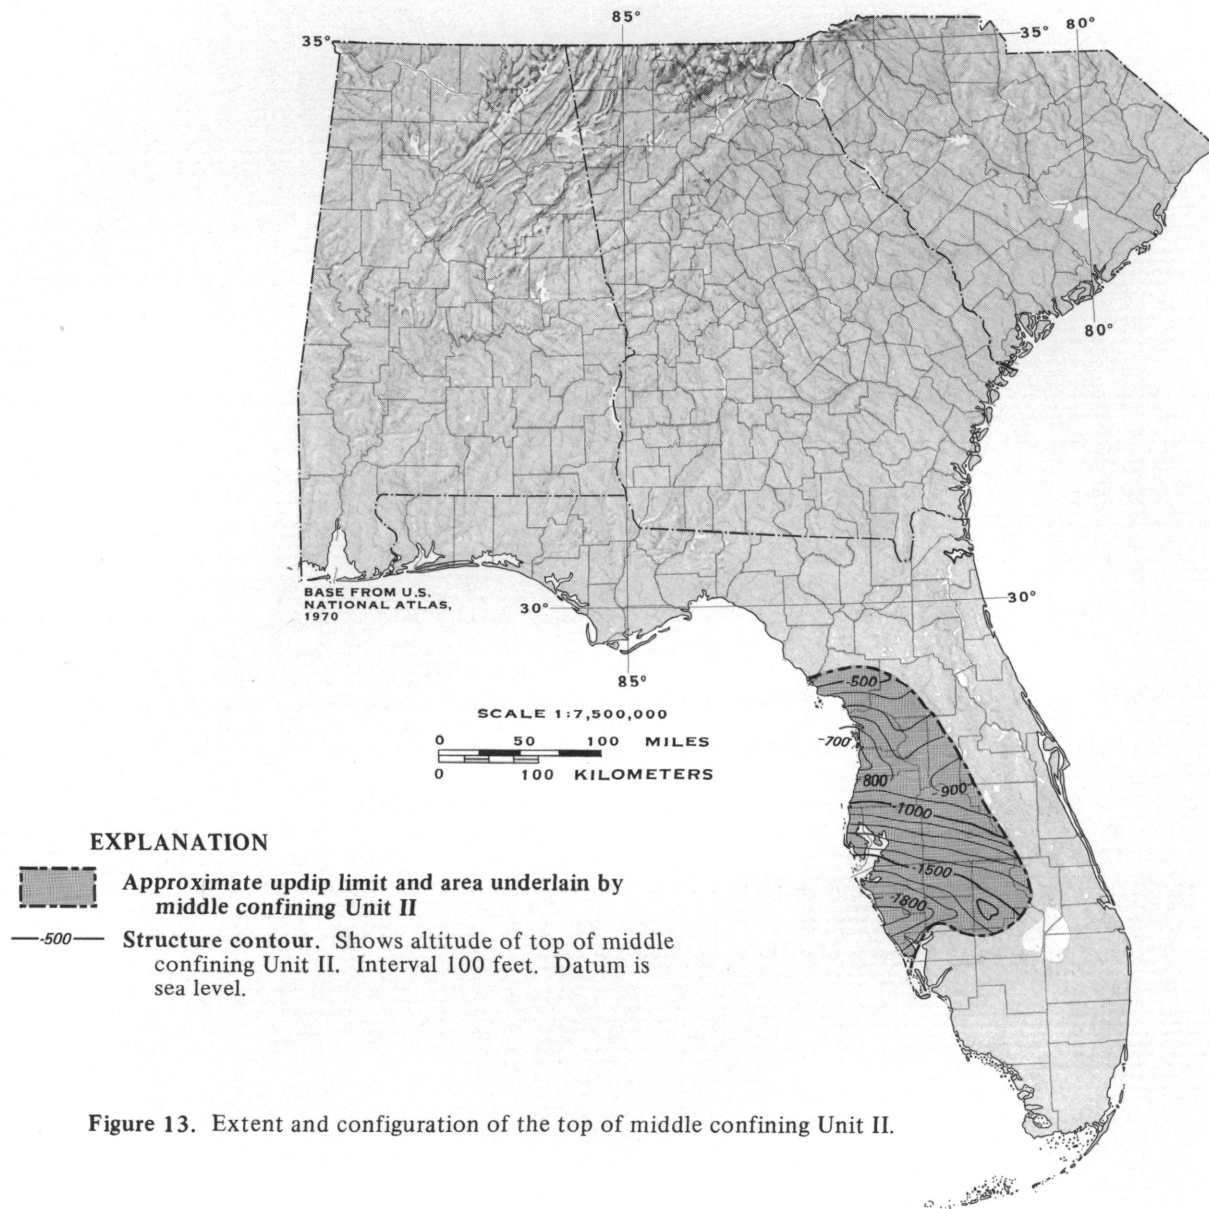 85°
80°
35°
35°
80°
BASE FROM U.S.
NATIONAL ATLAS,
1970
30°
30°
85°
SCALE 1:7,500,000
0 50 100 MILES
0 100 KILOMETERS
-500
-700
-800
-900
-1000
-1500
-1800
EXPLANATION
Approximate updip limit and area underlain by
middle confining Unit II
-500
Structure contour. Shows altitude of top of middle
confining Unit II. Interval 100 feet. Datum is
sea level.
Figure 13. Extent and configuration of the top of middle confining Unit II.